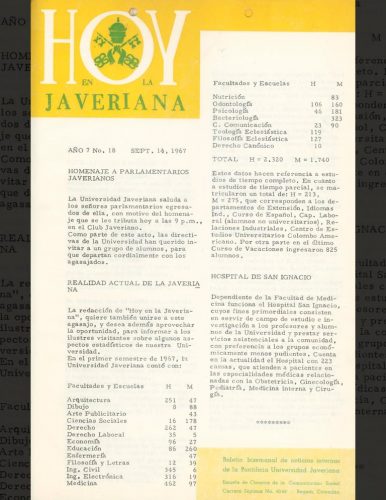 HOY
EN LA
JAVERIANA
AÑO 7 No. 18 SEPT. 14, 1967
HOMENAJE A PARLAMENTARIOS
JAVERIANOS
La Universidad Javeriana saluda a
los señores parlamentarios egresa-
dos de ella, con motivo del homena-
je que se les tributa hoy a las 9 p.m.,
en el Club Javeriano.
Como parte de este acto, las directi-
vas de la Universidad han querido in-
vitar a un grupo de alumnos, para
que departan cordialmente con los
agasajados.
REALIDAD ACTUAL DE LA JAVERIA
NA
La redacción de "Hoy en la Javeria-
na", quiere también unirse a este
agasajo, y desea además aprovechar
la oportunidad, para informar a los
ilustres visitantes sobre algunos as-
pectos estadísticos de nuestra Uni-
versidad.
En el primer semestre de 1967, la
Universidad Javeriana contó con:
Facultades y Escuelas H M
Arquitectura 251 47
Dibujo 8 88
Arte Publicitario 43
Ciencias Sociales 16 178
Derecho 262 47
Derecho Laboral 35 5
Economía 96 27
Educación 86 260
Enfermería 47
Filosofía y Letras 12 39
Ing. Civil 345 6
Ing. Electrónica 316 19
Medicina 462 97
Facultades y Escuelas H M
Nutrición 83
Odontología 106 160
Psicología 46 181
Bacteriología 323
C. Comunicación 23 90
Teología Eclesiástica 119
Filosofía Eclesiástica 127
Derecho Canónico 10
TOTAL H = 2.320 M = 1.740
Estos datos hacen referencia a estu-
dios de tiempo completo. En cuanto
a estudios de tiempo parcial, se ma-
tricularon un total de: H = 213,
M = 275, que corresponden a los de-
partamentos de Extensión, Idiomas
Ind., Curso de Español, Cap. Labo-
ral (alumnos no universitarios), Re-
laciones Industriales, Centro de Es-
tudios Universitarios Colombo Ame-
ricano. Por otra parte en el último
Curso de Vacaciones ingresaron 825
alumnos.
HOSPITAL DE SAN IGNACIO
Dependiente de la Facultad de Medi-
cina funciona el Hospital San Ignacio,
cuyos fines primordiales consisten
en servir de campo de estudio e in-
vestigación a los profesores y alum-
nos de la Universidad y prestar ser-
vicios asistenciales a la comunidad,
con preferencia a los grupos econó-
micamente menos pudientes. Cuenta
en la actualidad el Hospital con 223
camas, que atienden a pacientes en
las especialidades médicas relacio-
nadas con la Obstetricia, Ginecología,
Pediatría, Medicina Interna y Ciru-
gía.
*********
Boletín bisemanal de noticias internas
de la Pontificia Universidad Javeriana
Escuela de Ciencias de la Comunicación Social
Carrera Séptima No. Bogotá, Colombia.